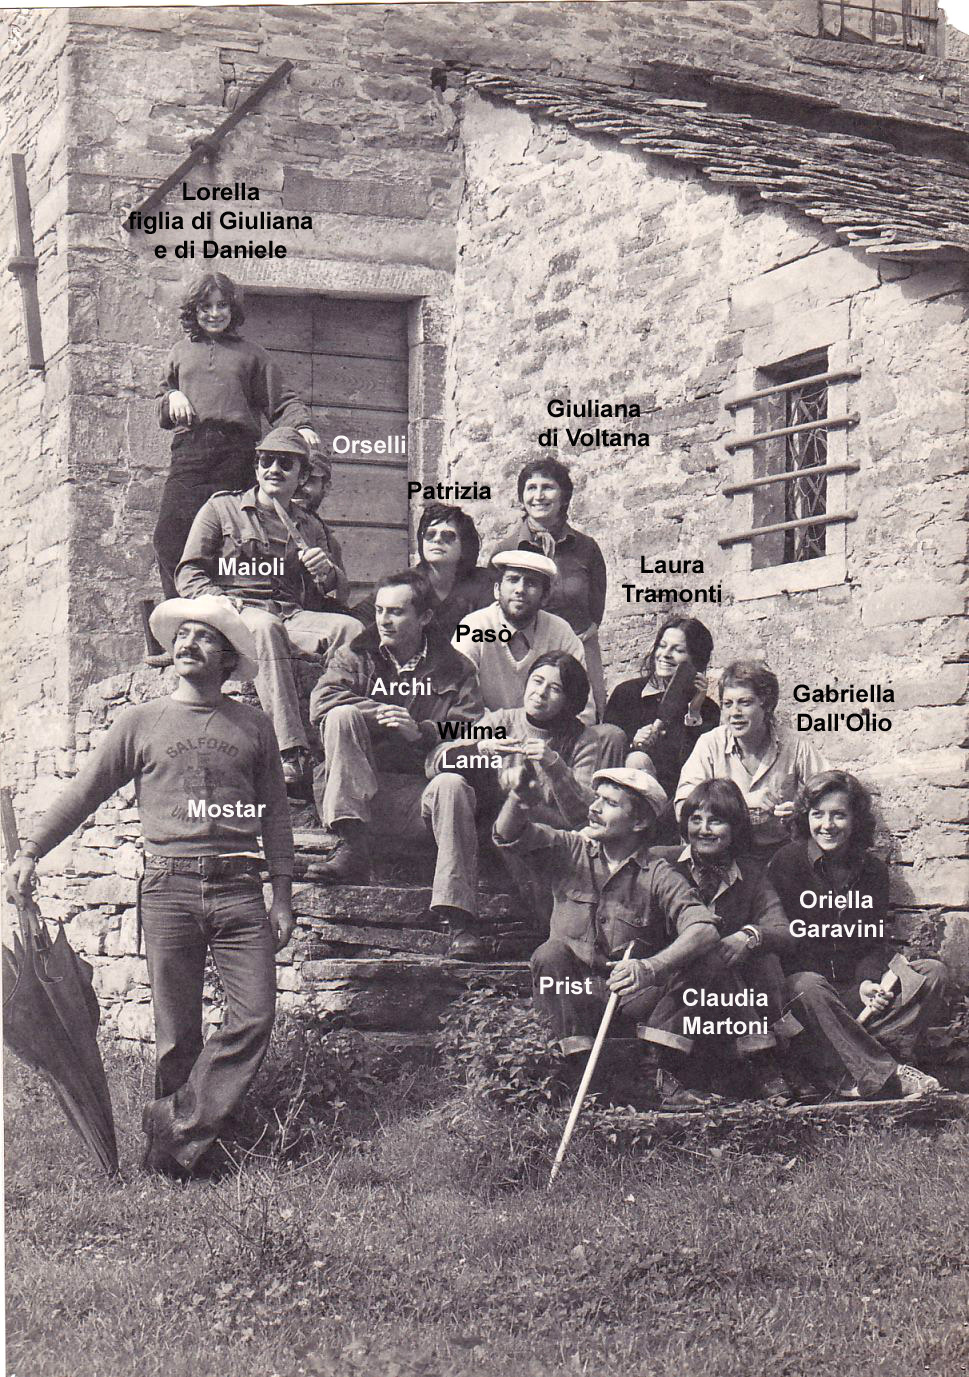 Lorella
figlia di Giuliana
e di Daniele
Giuliana
di Voltana
Orselli
Patrizia
Maioli
Laura
Tramonti
Pasò
Archi
Gabriella
Dall'Olio
Wilma
Lama
SALFORD
Mostar
Oriella
Garavini
Prist
Claudia
Martoni